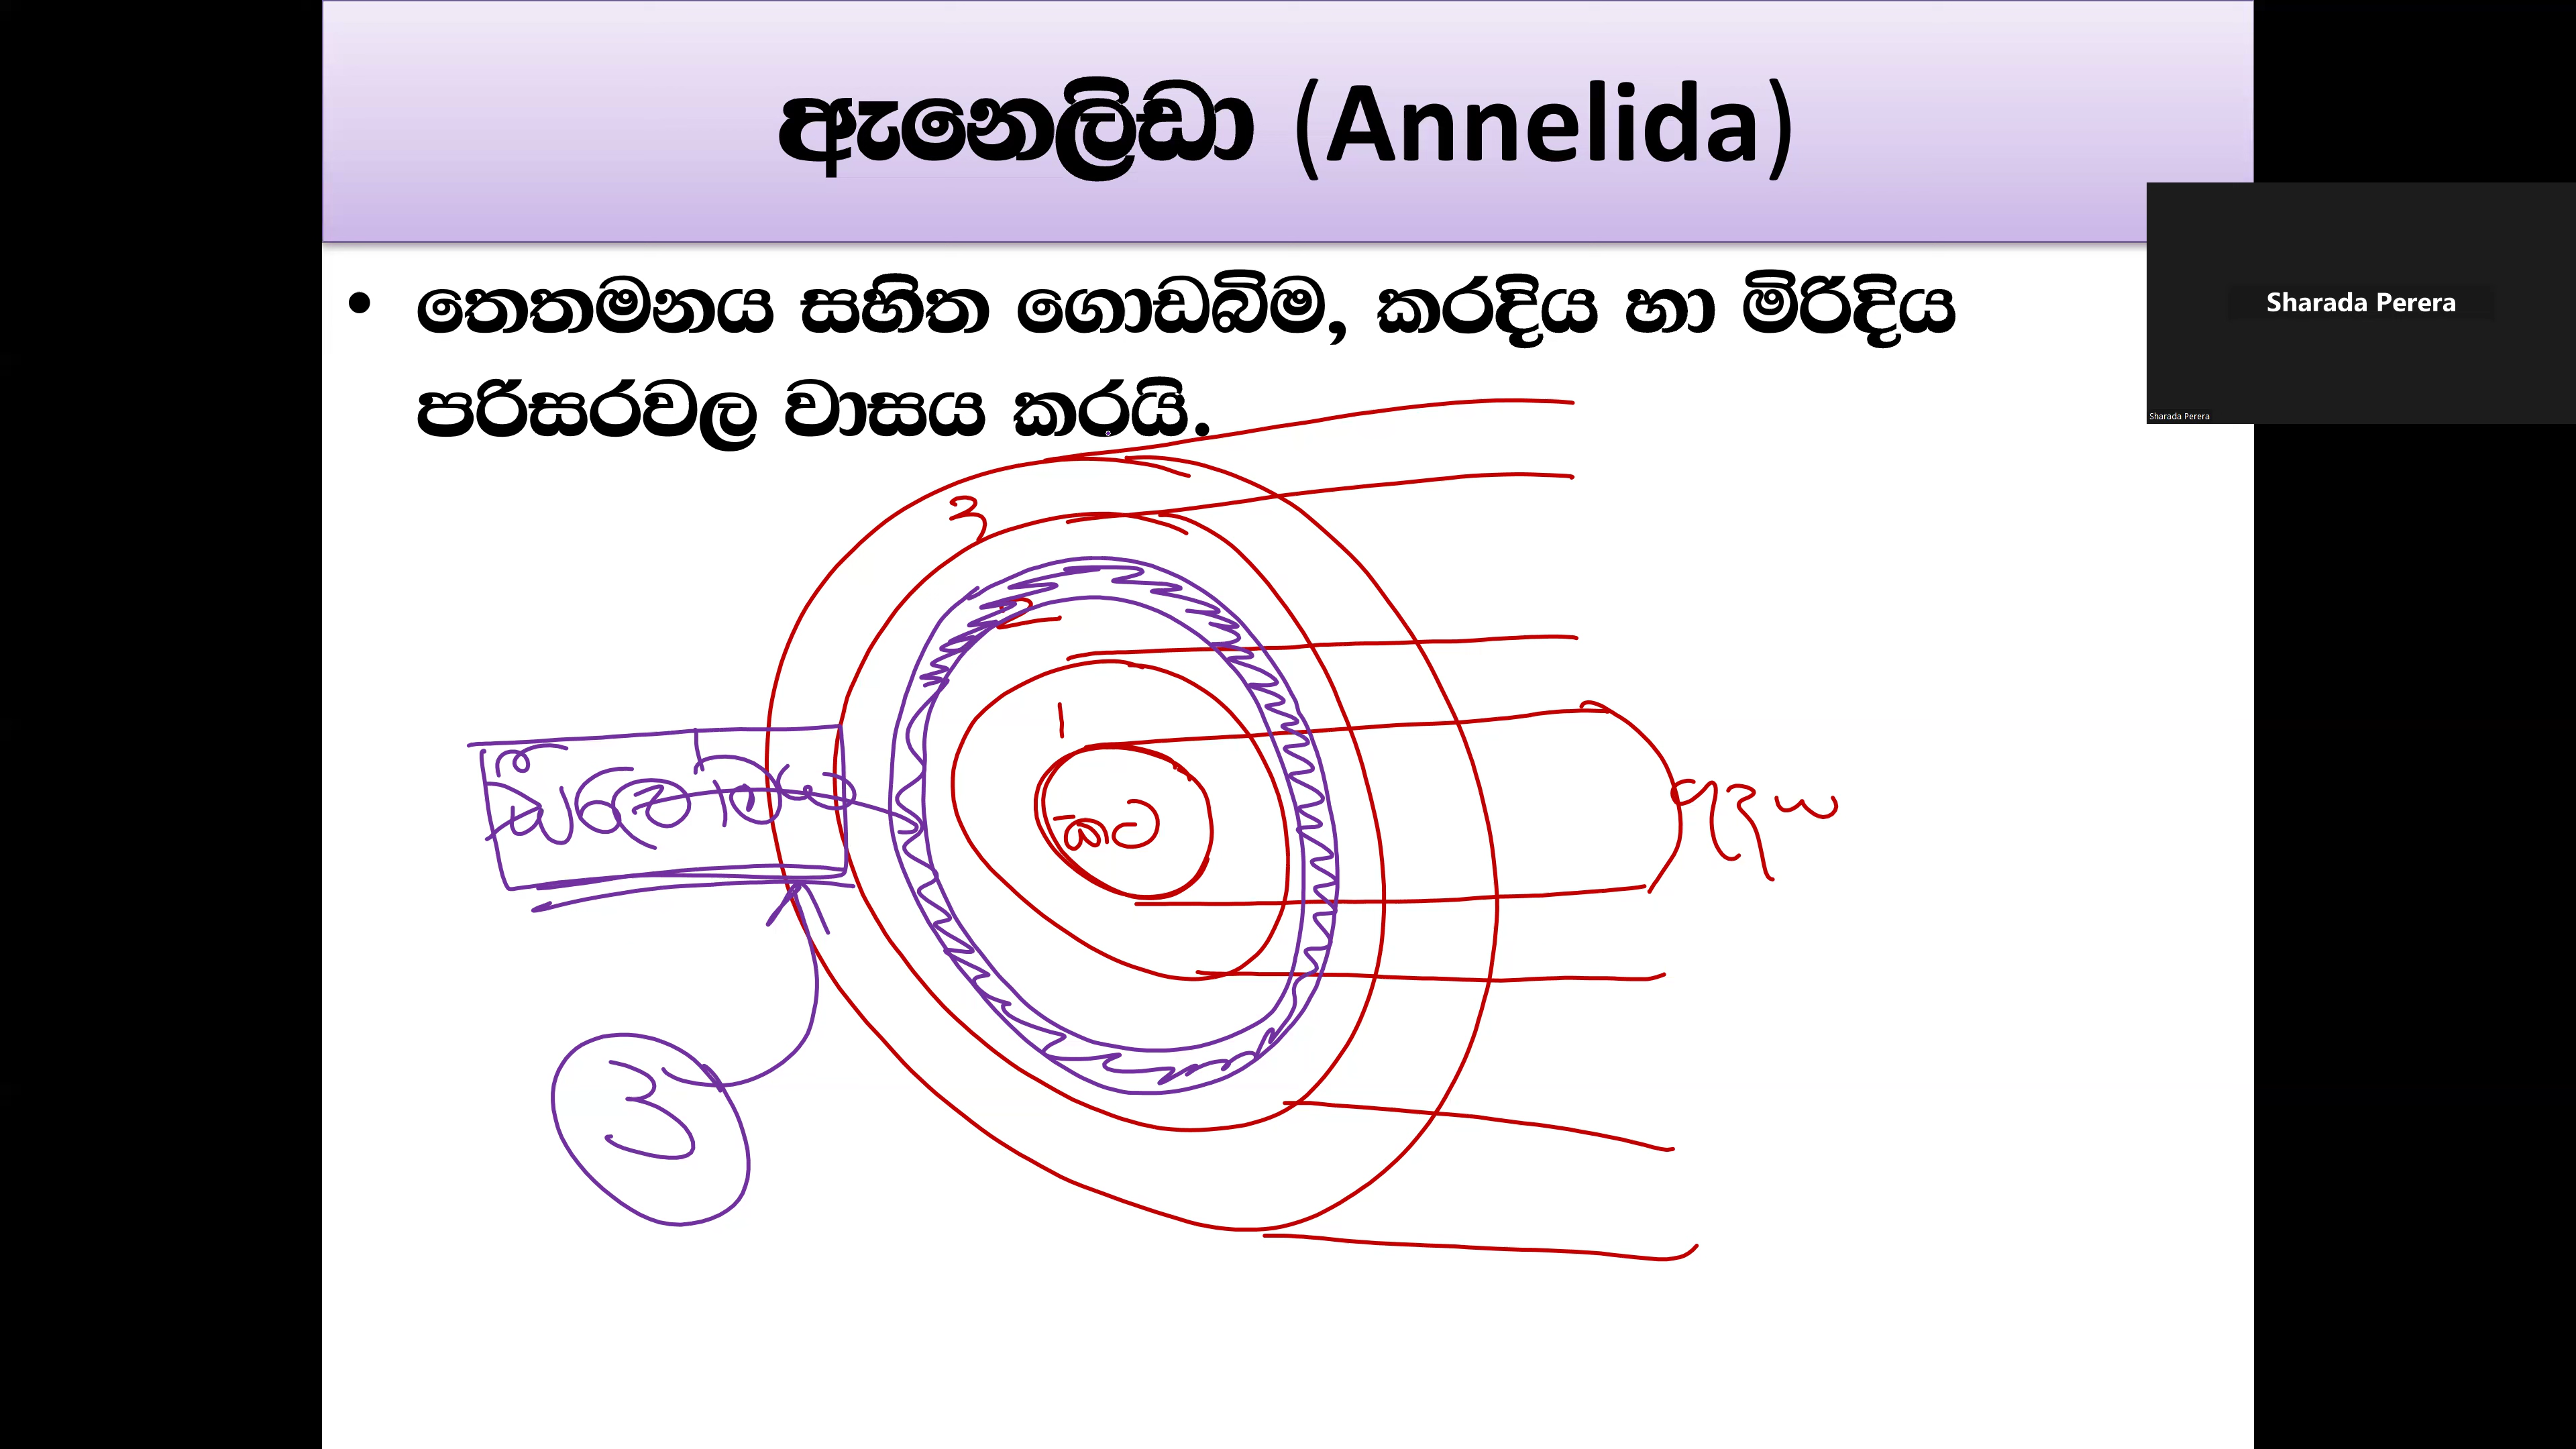 ඇනෙලිඩා (Annelida)
• තෙතමනය සහිත ගොඩබිම, කරදිය හා මිරිදිය
පරිසරවල වාසය කරයි.
Sharada Perera
Sharada Perera
3
2
1
කට
3